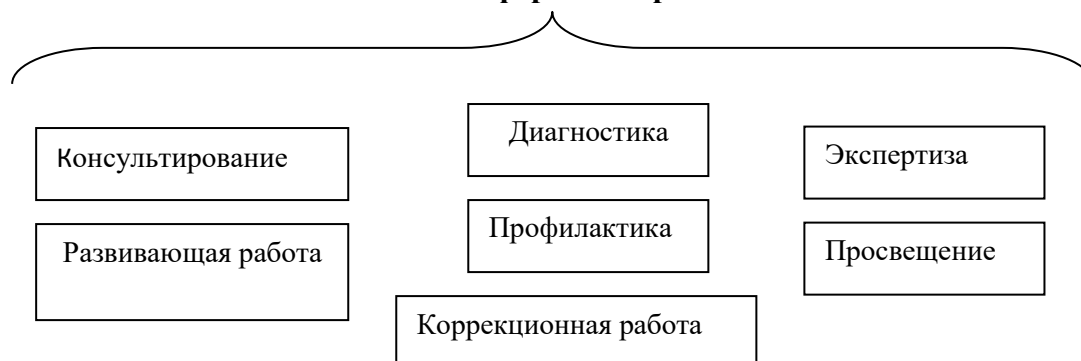 Консультирование
Диагностика
Экспертиза
Развивающая работа
Профилактика
Просвещение
Коррекционная работа